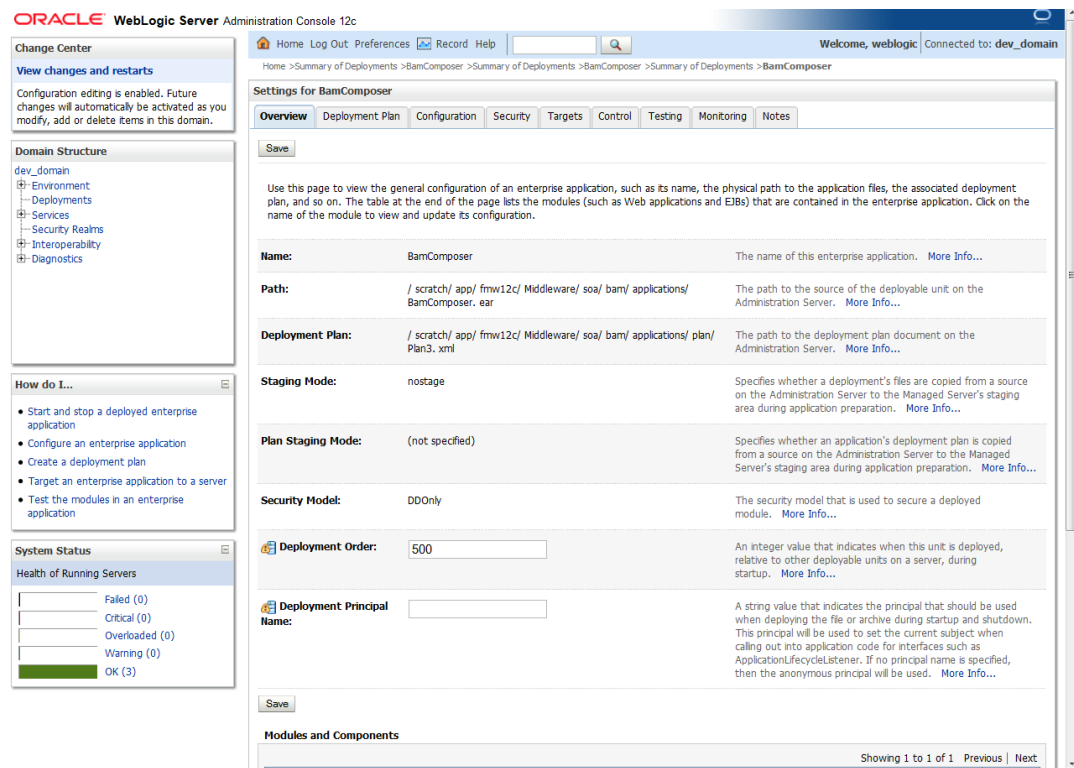 ORACLE WebLogic Server Administration Console 12c
Change Center
View changes and restarts
Configuration editing is enabled. Future
changes will automatically be activated as you
modify, add or delete items in this domain.
Domain Structure
dev_domain
Environment
Deployments
Services
Security Realms
Interoperability
Diagnostics
How do I...
Start and stop a deployed enterprise
application
Configure an enterprise application
Create a deployment plan
Target an enterprise application to a server
Test the modules in an enterprise
application
System Status
Health of Running Servers
Failed (0)
Critical (0)
Overloaded (0)
Warning (0)
OK (3)
Home Log Out Preferences Record Help
Welcome, weblogic Connected to: dev_domain
Home >Summary of Deployments >BamComposer >Summary of Deployments >BamComposer >Summary of Deployments >BamComposer
Settings for BamComposer
Overview Deployment Plan Configuration Security Targets Control Testing Monitoring Notes
Save
Use this page to view the general configuration of an enterprise application, such as its name, the physical path to the application files, the associated deployment
plan, and so on. The table at the end of the page lists the modules (such as Web applications and EJBs) that are contained in the enterprise application. Click on the
name of the module to view and update its configuration.
Name: BamComposer The name of this enterprise application. More Info...
Path: / scratch/ app/ fmw12c/ Middleware/ soa/ bam/ applications/ The path to the source of the deployable unit on the
BamComposer. ear Administration Server. More Info...
Deployment Plan: / scratch/ app/ fmw12c/ Middleware/ soa/ bam/ applications/ plan/ The path to the deployment plan document on the
Plan3. xml Administration Server. More Info...
Staging Mode: nostage Specifies whether a deployment's files are copied from a source
on the Administration Server to the Managed Server's staging
area during application preparation. More Info...
Plan Staging Mode: (not specified) Specifies whether an application's deployment plan is copied
from a source on the Administration Server to the Managed
Server's staging area during application preparation. More Info...
Security Model: DDOnly The security model that is used to secure a deployed
module. More Info...
Deployment Order: 500 An integer value that indicates when this unit is deployed,
relative to other deployable units on a server, during
startup. More Info...
Deployment Principal A string value that indicates the principal that should be used
Name: when deploying the file or archive during startup and shutdown.
This principal will be used to set the current subject when
calling out into application code for interfaces such as
ApplicationLifecycleListener. If no principal name is specified,
then the anonymous principal will be used. More Info...
Save
Modules and Components
Showing 1 to 1 of 1 Previous | Next